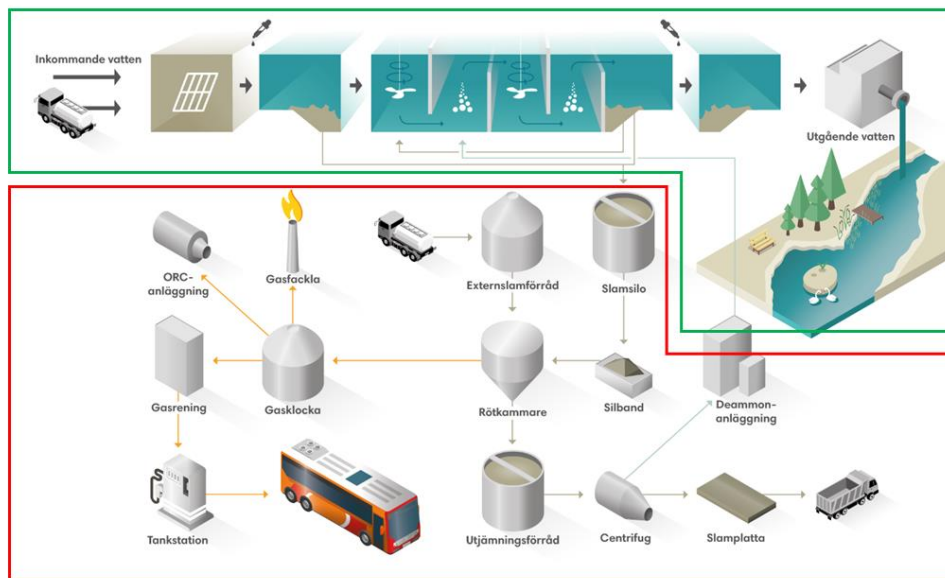 Inkommande vatten
Utgående vatten
ORC-
anläggning
Gasfackla
Externslamförråd
Slamsilo
Gasrening
Gasklocka
Rötkammare
Silband
Deammon-
anläggning
Tankstation
Utjämningsförråd
Centrifug
Slamplatta